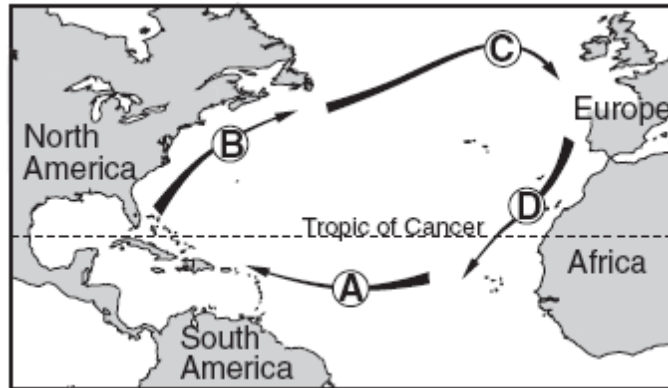 C
Europe
North
America
B
D
Tropic of Cancer
Africa
A
South
America